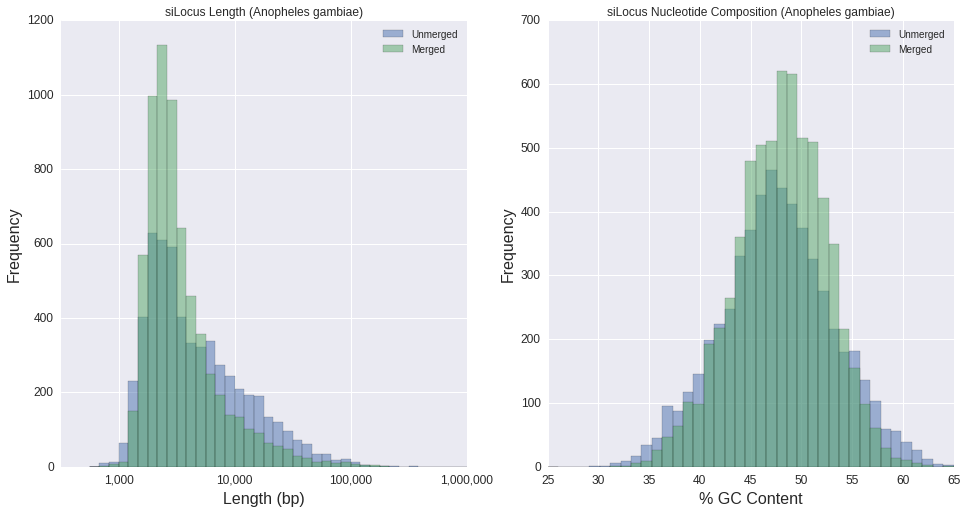 siLocus Length (Anopheles gambiae)
Unmerged
Merged
1200
1000
800
600
400
200
0
Frequency
1,000
10,000
100,000
1,000,000
Length (bp)
siLocus Nucleotide Composition (Anopheles gambiae)
Unmerged
Merged
700
600
500
400
300
200
100
0
Frequency
25
30
35
40
45
50
55
60
65
% GC Content